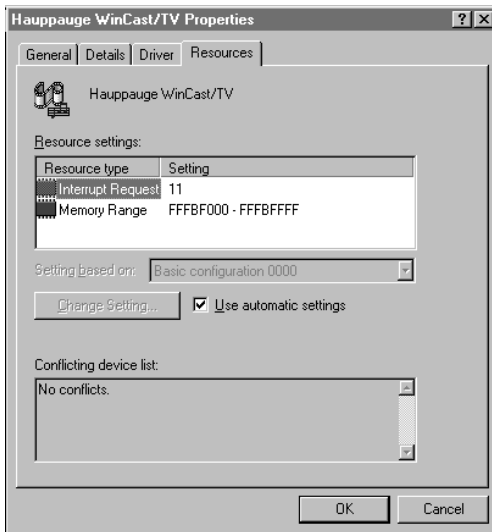 Hauppauge WinCast/TV Properties
General Details Driver Resources
Hauppauge WinCast/TV
Resource settings:
Resource type Setting
Interrupt Request 11
Memory Range FFFBF000 - FFFBFFFF
Setting based on: Basic configuration 0000
Change Setting... Use automatic settings
Conflicting device list:
No conflicts.
OK Cancel